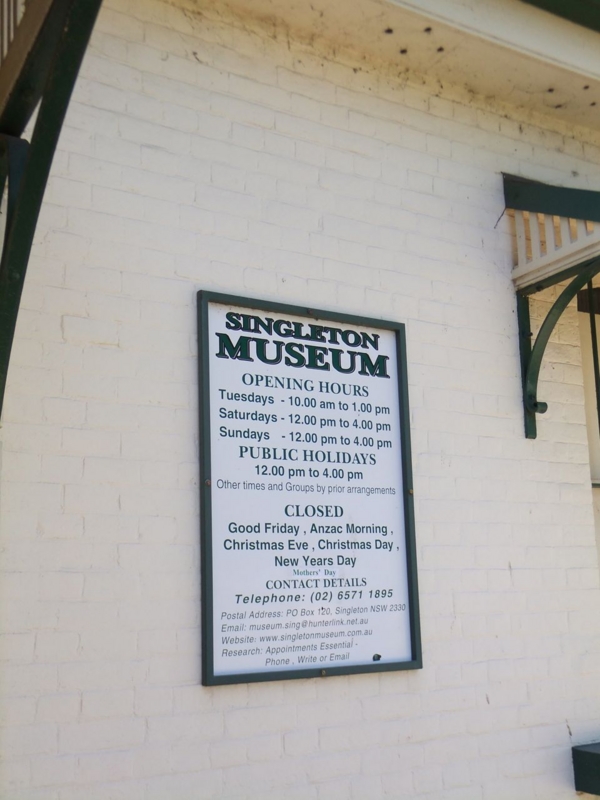 SINGLETON
MUSEUM
OPENING HOURS
Tuesdays - 10.00 am to 1.00 pm
Saturdays - 12.00 pm to 4.00 pm
Sundays - 12.00 pm to 4.00 pm
PUBLIC HOLIDAYS
12.00 pm to 4.00 pm
Other times and Groups by prior arrangements
CLOSED
Good Friday , Anzac Morning ,
Christmas Eve , Christmas Day ,
New Years Day
Mothers' Day
CONTACT DETAILS
Telephone: (02) 6571 1895
Postal Address: PO Box 120, Singleton NSW 2330
Email: museum.sing@hunterlink.net.au
Website: www.singletonmuseum.com.au
Research: Appointments Essential -
Phone , Write or Email